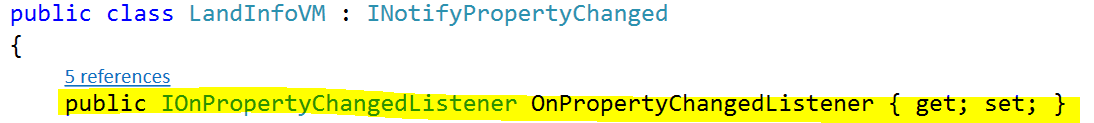 public class LandInfoVM : INotifyPropertyChanged
{
5 references
public IOnPropertyChangedListener OnPropertyChangedListener { get; set; }